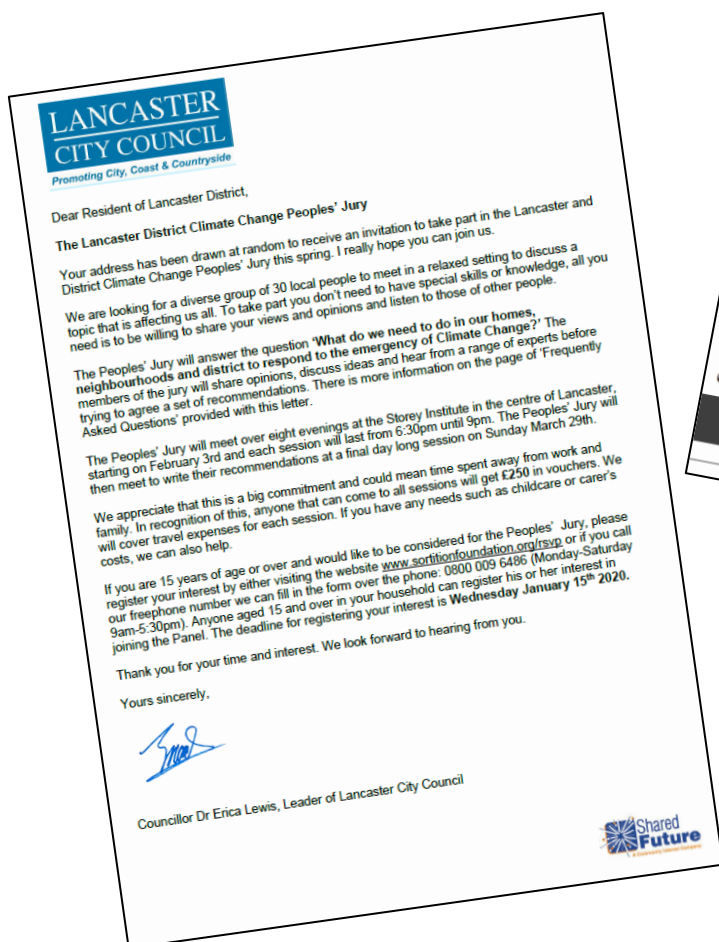 LANCASTER
CITY COUNCIL
Promoting City, Coast & Countryside
Dear Resident of Lancaster District,
The Lancaster District Climate Change Peoples' Jury
Your address has been drawn at random to receive an invitation to take part in the Lancaster and
District Climate Change Peoples' Jury this spring. I really hope you can join us.
We are looking for a diverse group of 30 local people to meet in a relaxed setting to discuss a
topic that is affecting us all. To take part you don't need to have special skills or knowledge, all you
need is to be willing to share your views and opinions and listen to those of other people.
The Peoples' Jury will answer the question 'What do we need to do in our homes,
neighbourhoods and district to respond to the emergency of Climate Change?' The
members of the jury will share opinions, discuss ideas and hear from a range of experts before
trying to agree a set of recommendations. There is more information on the page of 'Frequently
Asked Questions' provided with this letter.
The Peoples' Jury will meet over eight evenings at the Storey Institute in the centre of Lancaster,
starting on February 3rd and each session will last from 6:30pm until 9pm. The Peoples' Jury will
then meet to write their recommendations at a final day long session on Sunday March 29th.
We appreciate that this is a big commitment and could mean time spent away from work and
family. In recognition of this, anyone that can come to all sessions will get £250 in vouchers. We
will cover travel expenses for each session. If you have any needs such as childcare or carer's
costs, we can also help.
If you are 15 years of age or over and would like to be considered for the Peoples' Jury, please
register your interest by either visiting the website www.sortitionfoundation.org/rsvp or if you call
our freephone number we can fill in the form over the phone: 0800 009 6486 (Monday-Saturday
9am-5:30pm). Anyone aged 15 and over in your household can register his or her interest in
joining the Panel. The deadline for registering your interest is Wednesday January 15th 2020.
Thank you for your time and interest. We look forward to hearing from you.
Yours sincerely,
Councillor Dr Erica Lewis, Leader of Lancaster City Council
Shared
Future
A Community Interest Company